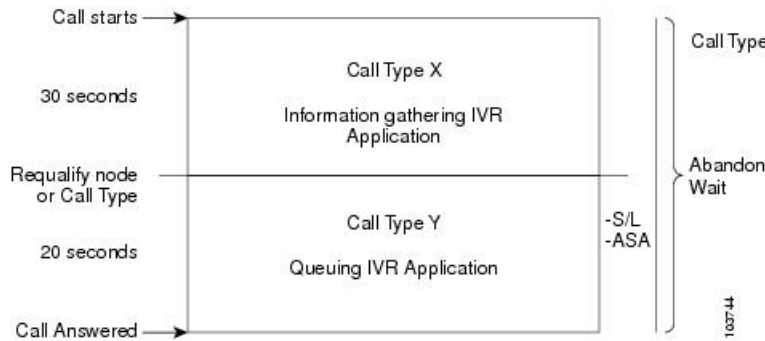 Call starts
30 seconds
Requalify node
or Call Type
20 seconds
Call Answered
Call Type X
Information gathering IVR
Application
Call Type Y
Queuing IVR Application
-S/L
-ASA
Call Type
Abandon
Wait
103744